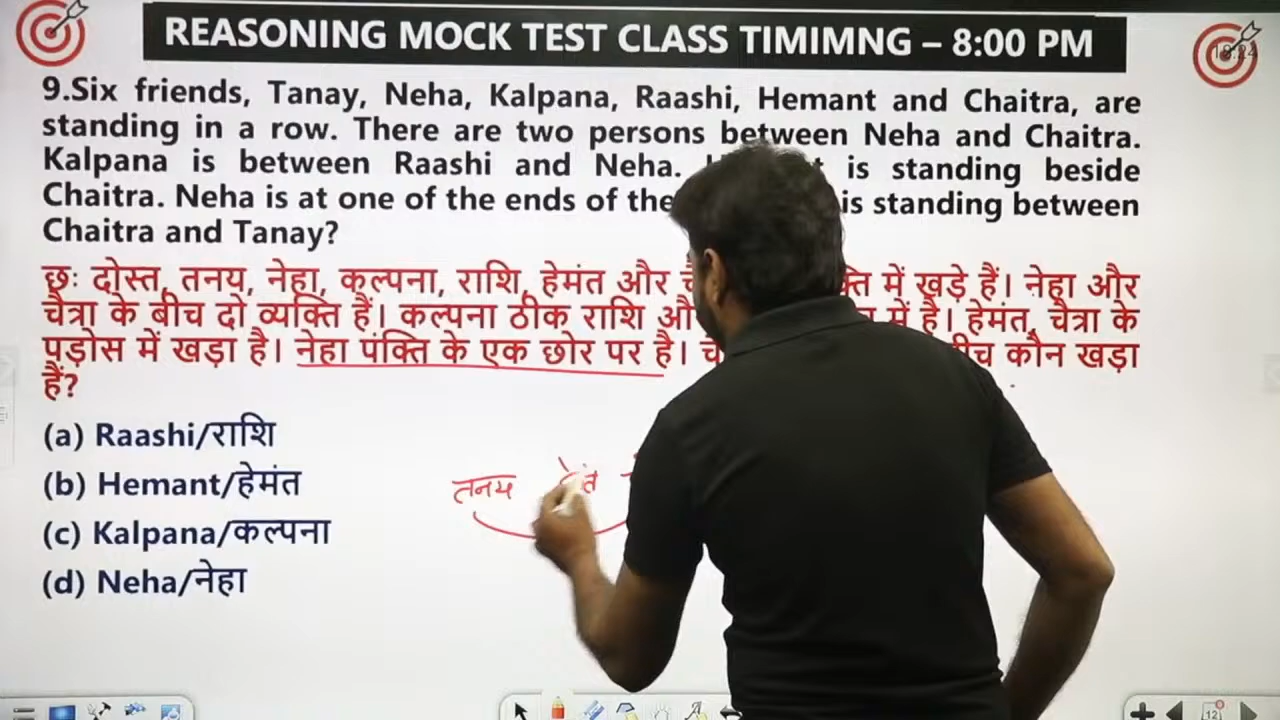 REASONING MOCK TEST CLASS TIMIMNG – 8:00 PM
9.Six friends, Tanay, Neha, Kalpana, Raashi, Hemant and Chaitra, are
standing in a row. There are two persons between Neha and Chaitra.
Kalpana is between Raashi and Neha. is standing beside
Chaitra. Neha is at one of the ends of the is standing between
Chaitra and Tanay?
छः दोस्त, तनय, नेहा, कल्पना, राशि, हेमंत और में खड़े हैं। नेहा और
चैत्रा के बीच दो व्यक्ति हैं। कल्पना ठीक राशि में है। हेमंत, चैत्रा के
पड़ोस में खड़ा है। नेहा पंक्ति के एक छोर पर है। कौन खड़ा
हैं?
(a) Raashi/राशि
(b) Hemant/हेमंत
(c) Kalpana/कल्पना
(d) Neha/नेहा
तनय